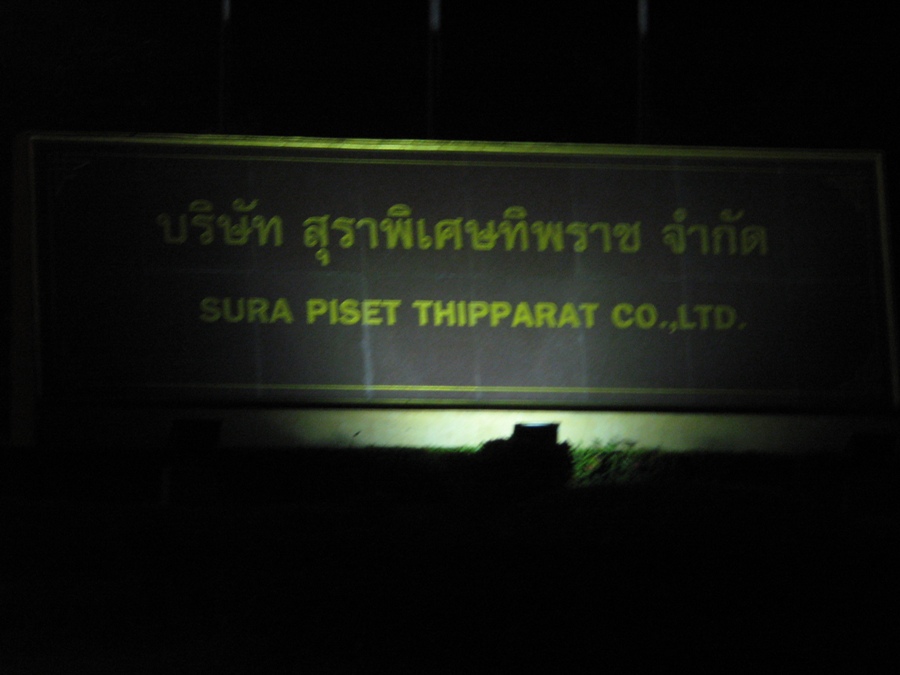 บริษัท สุราพิเศษทิพราช จำกัด
SURA PISET THIPPARAT CO.,LTD.